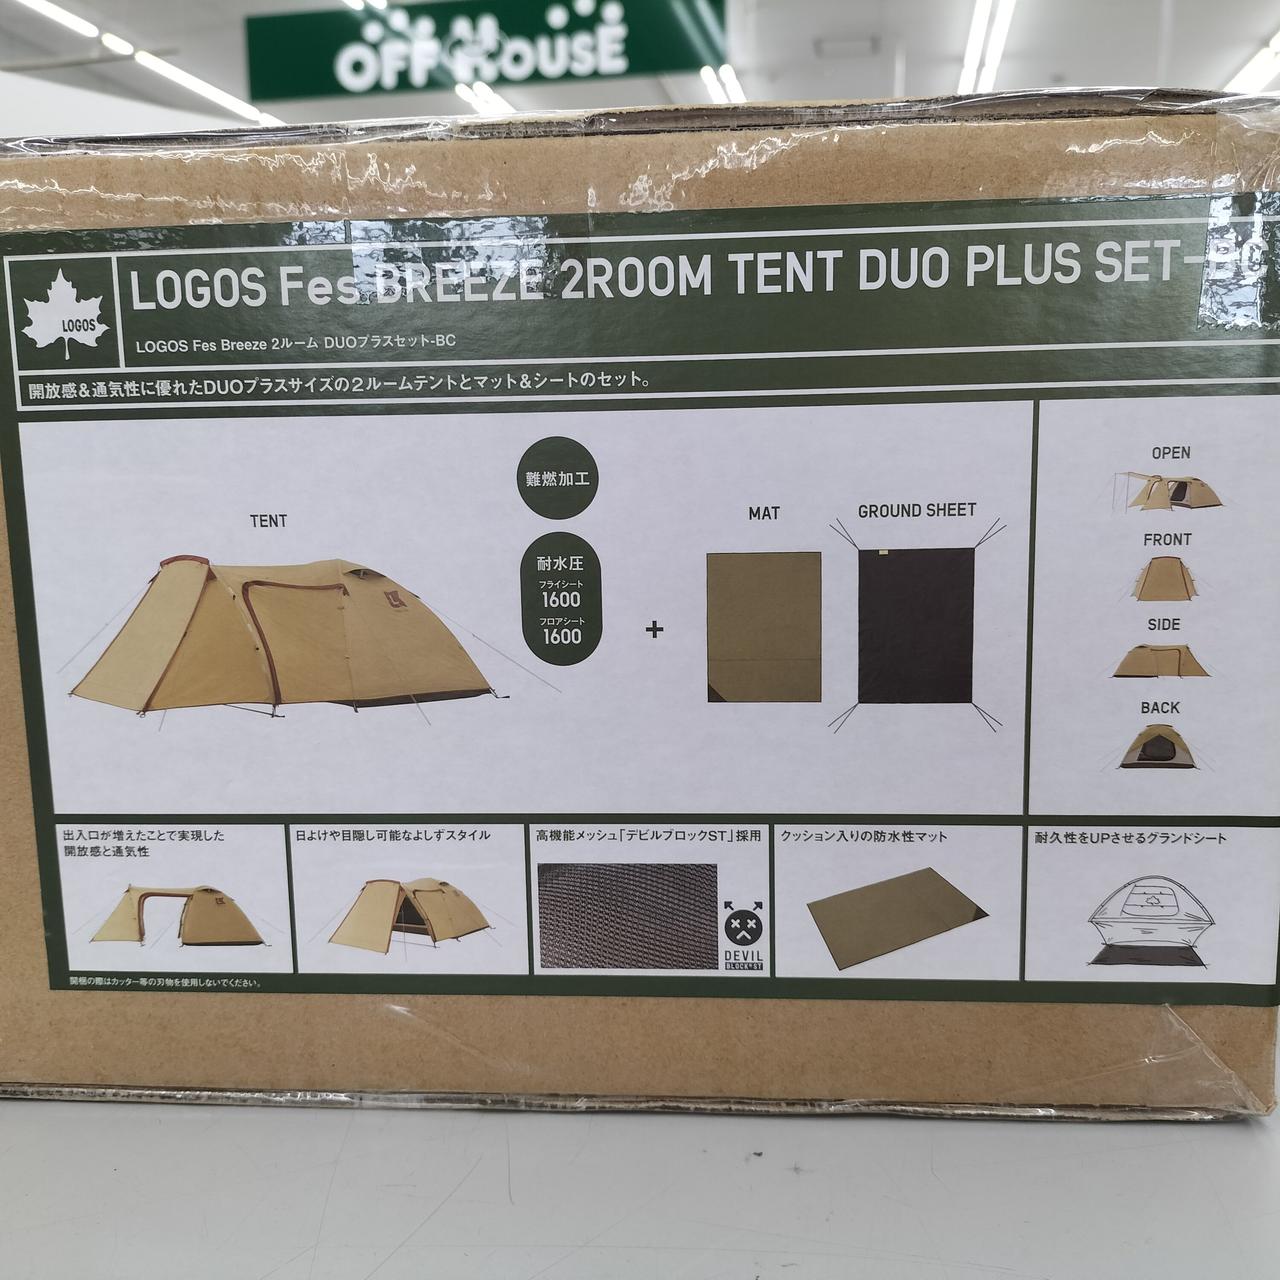 OFF HOUSE
LOGOS
LOGOS Fes BREEZE 2ROOM TENT DUO PLUS SET-BC
LOGOS Fes Breeze 2ルーム DUOプラスセット-BC
開放感&通気性に優れたDUOプラスサイズの2ルームテントとマット&シートのセット。
TENT
難燃加工
耐水圧
フライシート
1600
フロアシート
1600
+
MAT
GROUND SHEET
OPEN
FRONT
SIDE
BACK
出入口が増えたことで実現した
開放感と通気性
日よけや目隠し可能なよしずスタイル
高機能メッシュ「デビルブロックST」採用
DEVIL
BLOCK*ST
クッション入りの防水性マット
耐久性をUPさせるグランドシート
開梱の際はカッター等の刃物を使用しないでください。